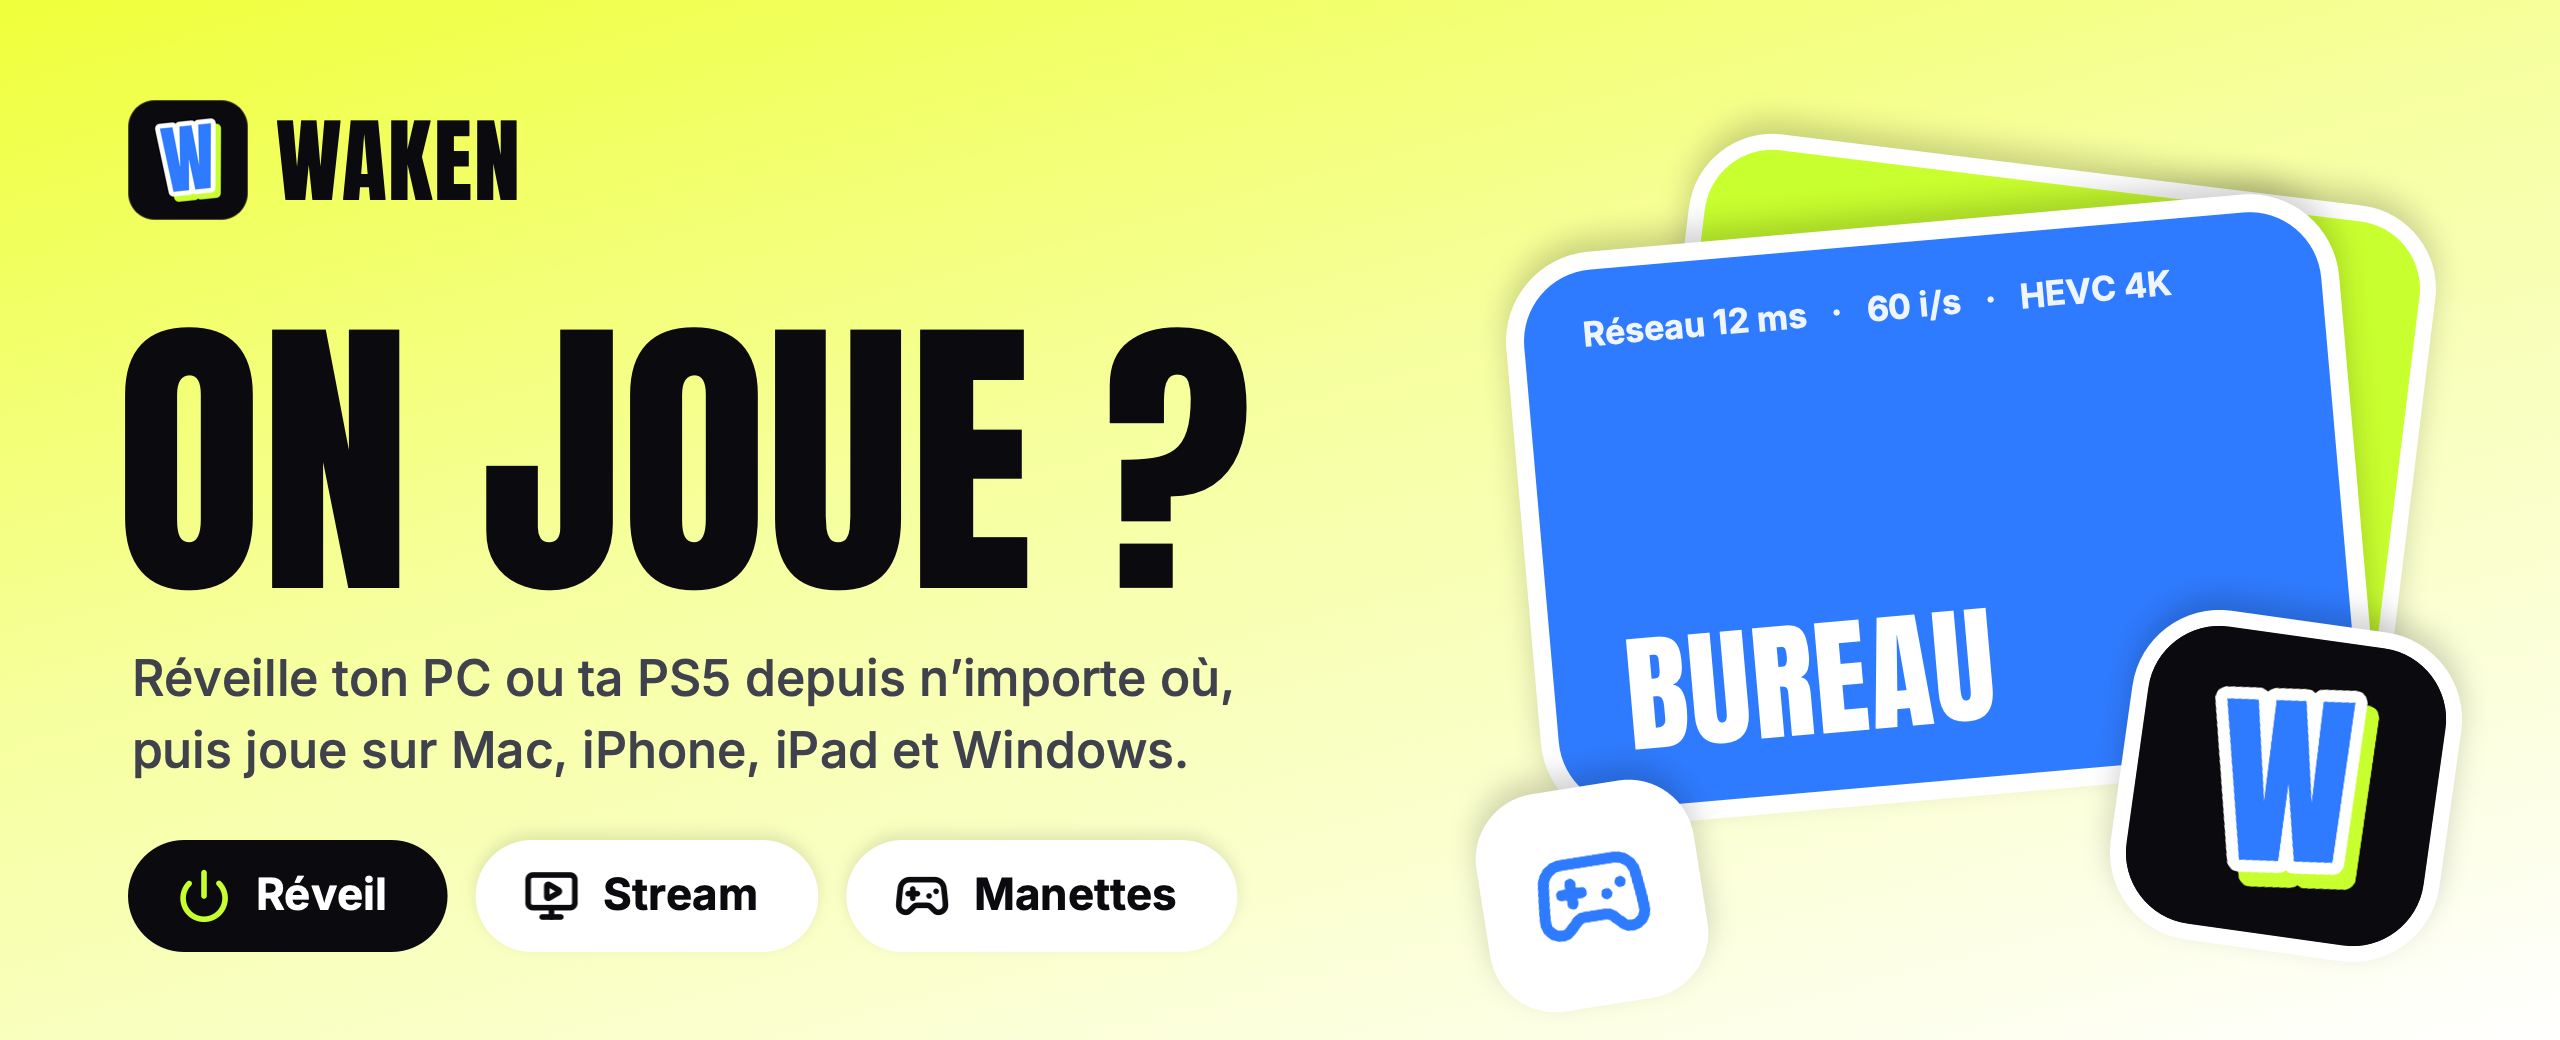 W WAKEN
ON JOUE ?
Réveille ton PC ou ta PS5 depuis n’importe où,
puis joue sur Mac, iPhone, iPad et Windows.
Réveil
Stream
Manettes
Réseau 12 ms · 60 i/s · HEVC 4K
BUREAU
W